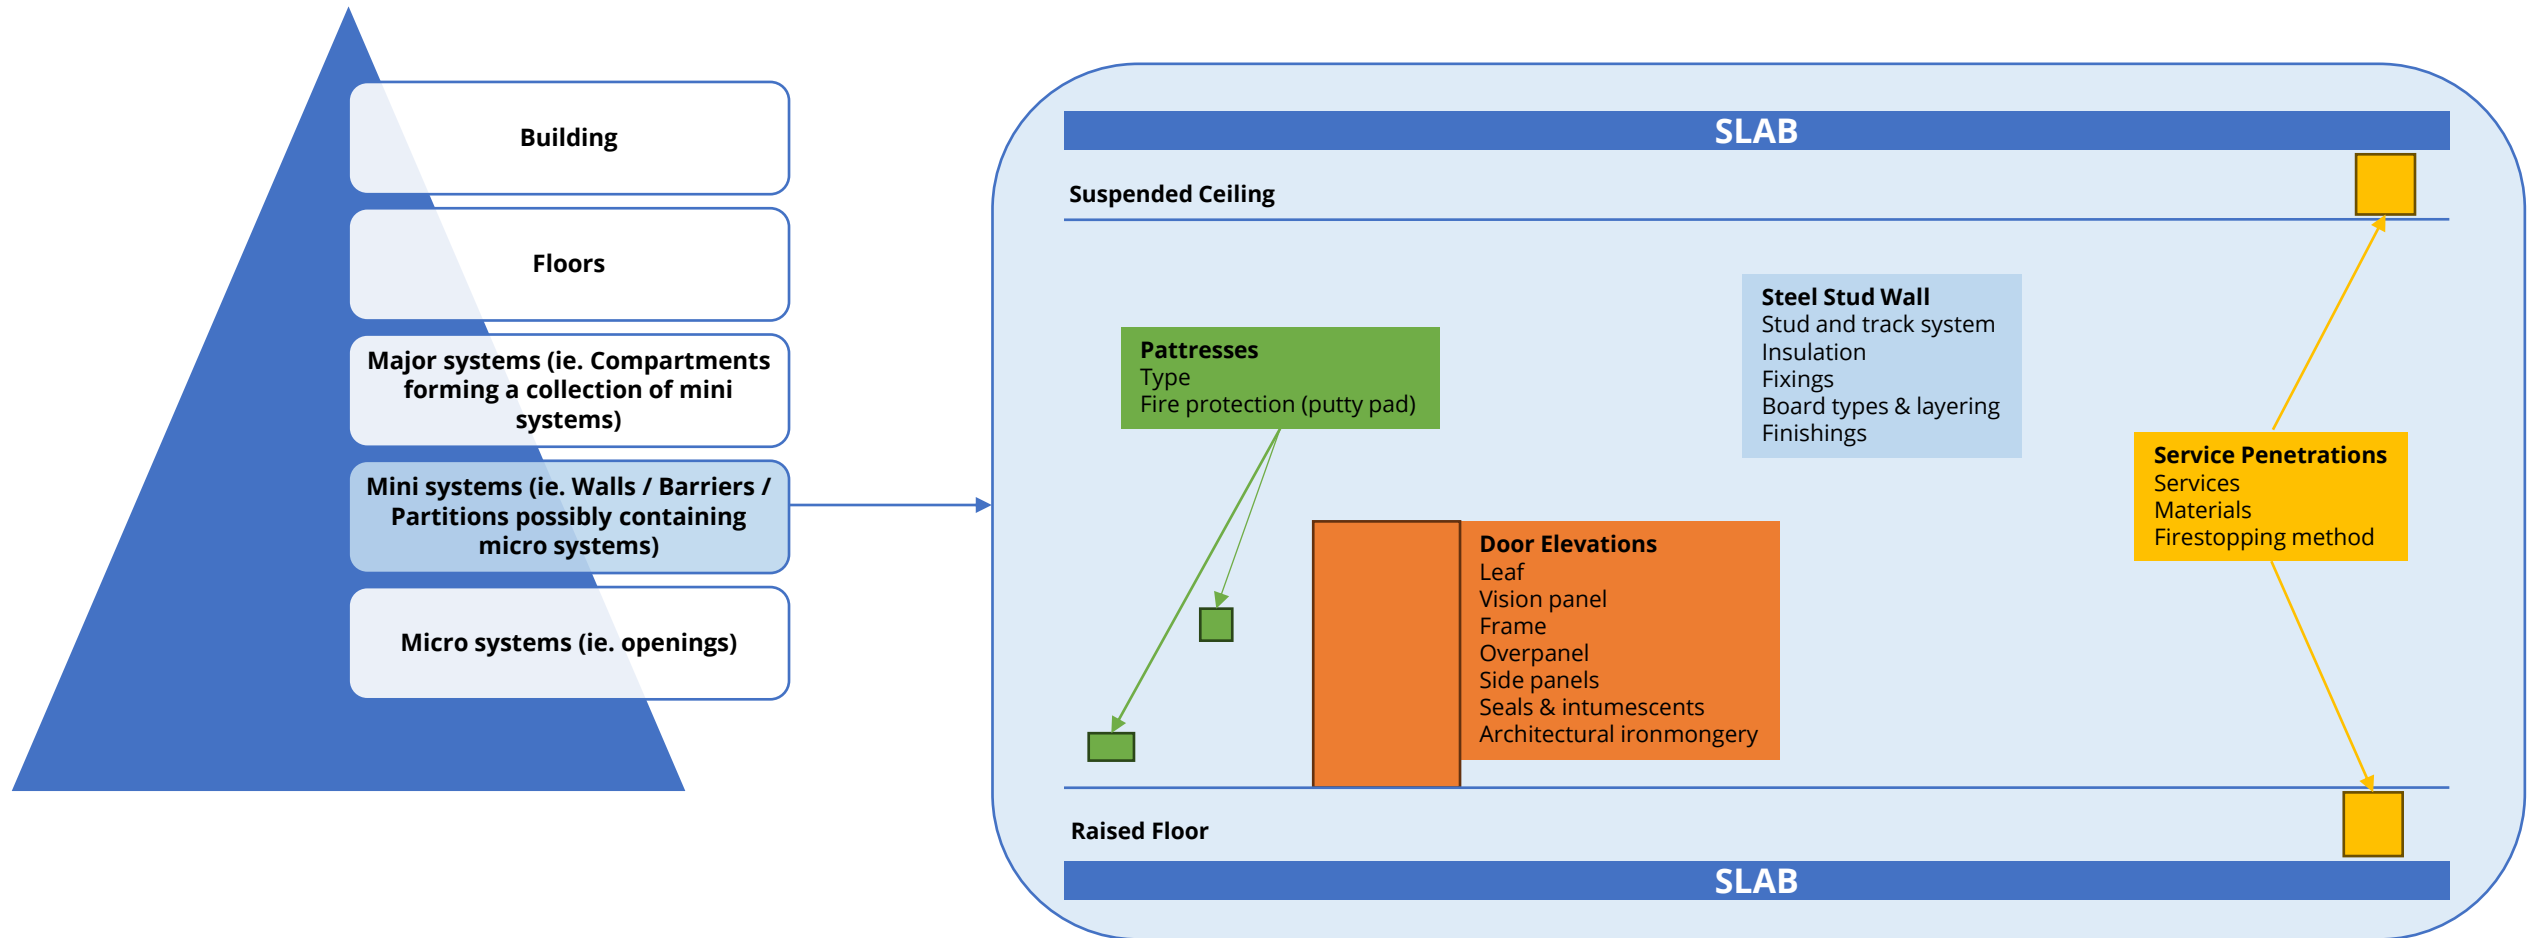 Building
Floors
Major systems (ie. Compartments
forming a collection of mini
systems)
Mini systems (ie. Walls / Barriers /
Partitions possibly containing
micro systems)
Micro systems (ie. openings)
SLAB
Suspended Ceiling
Pattresses
Type
Fire protection (putty pad)
Steel Stud Wall
Stud and track system
Insulation
Fixings
Board types & layering
Finishings
Service Penetrations
Services
Materials
Firestopping method
Door Elevations
Leaf
Vision panel
Frame
Overpanel
Side panels
Seals & intumescents
Architectural ironmongery
Raised Floor
SLAB